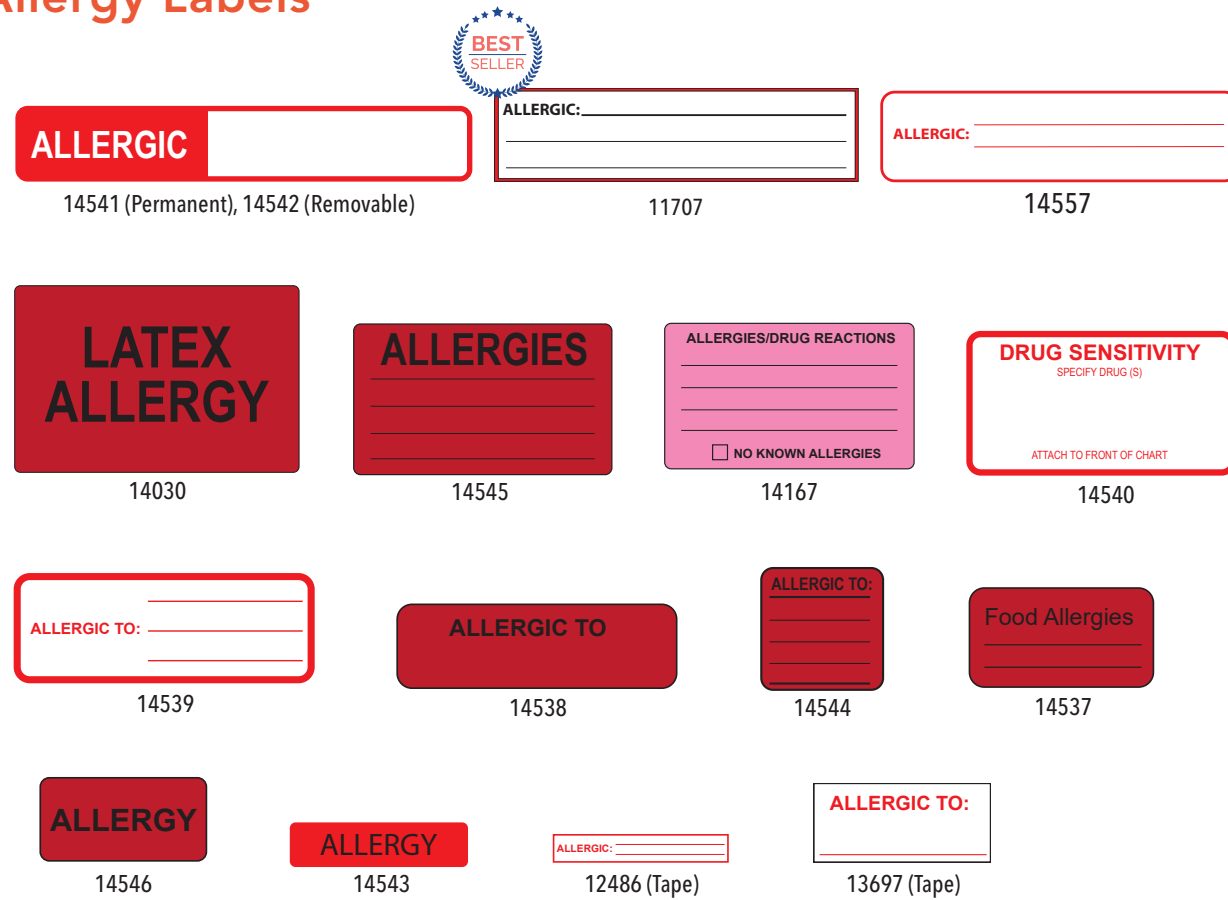 Allergy Labels
BEST
SELLER
ALLERGIC
14541 (Permanent), 14542 (Removable)
ALLERGIC:
11707
ALLERGIC:
14557
LATEX
ALLERGY
14030
ALLERGIES
14545
ALLERGIES/DRUG REACTIONS
NO KNOWN ALLERGIES
14167
DRUG SENSITIVITY
SPECIFY DRUG (S)
ATTACH TO FRONT OF CHART
14540
ALLERGIC TO:
14539
ALLERGIC TO
14538
ALLERGIC TO:
14544
Food Allergies
14537
ALLERGY
14546
ALLERGY
14543
ALLERGIC:
12486 (Tape)
ALLERGIC TO:
13697 (Tape)